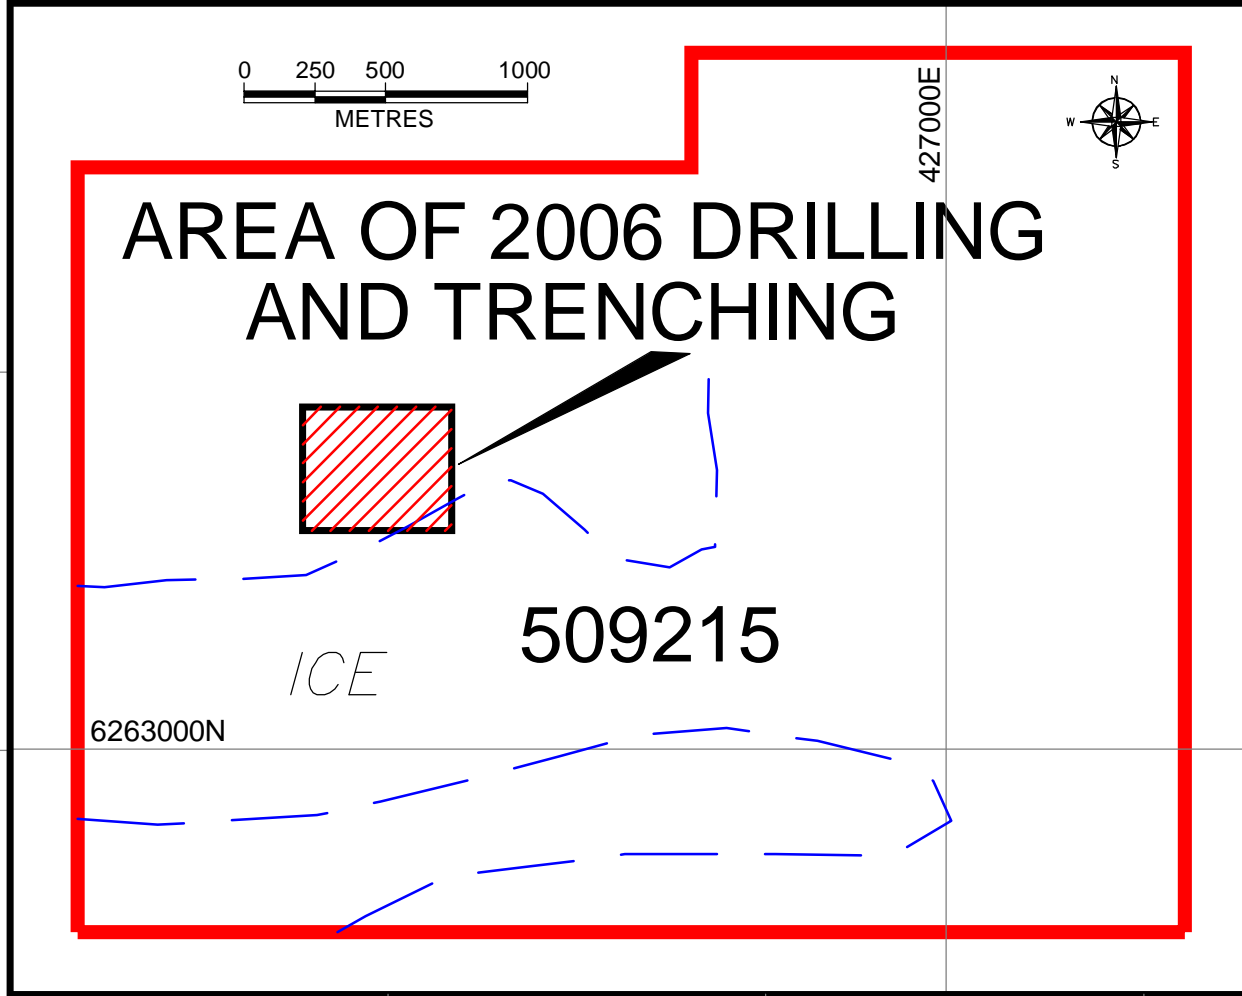 0 250 500 1000
METRES
427000E
N
W E
S
AREA OF 2006 DRILLING
AND TRENCHING
509215
ICE
6263000N